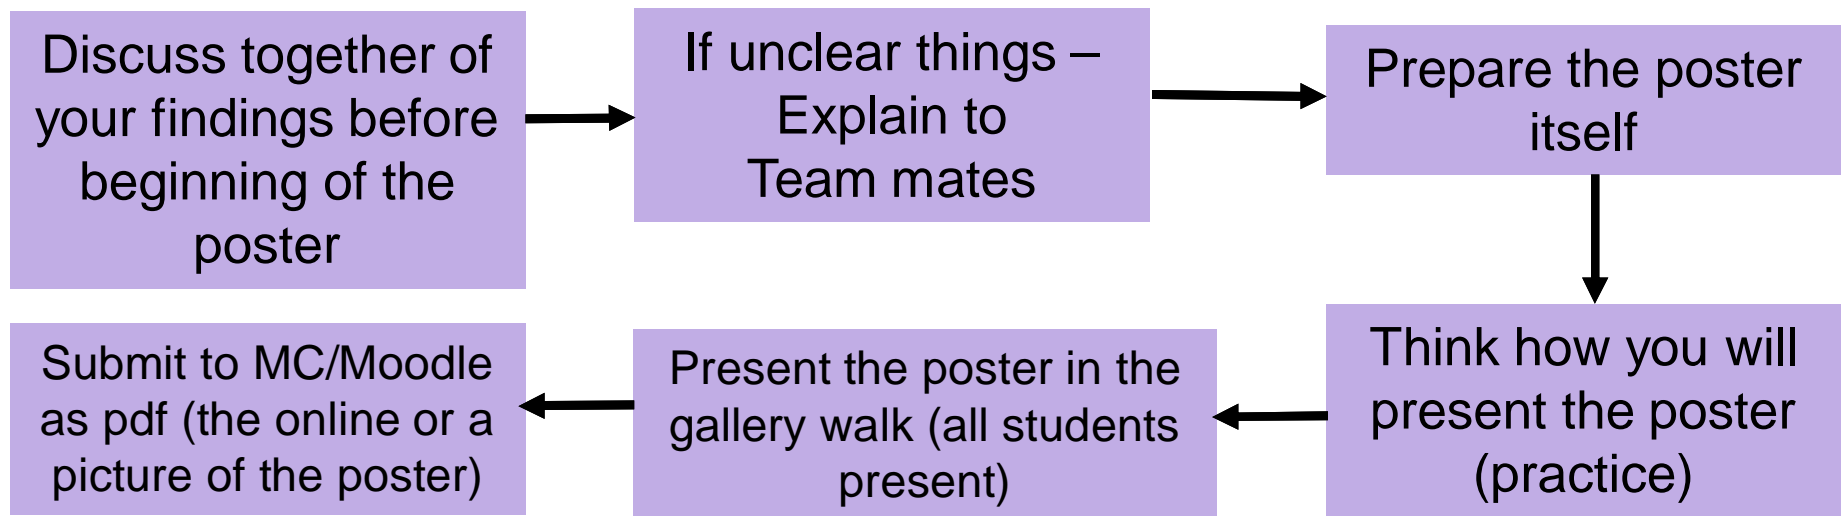 Discuss together of
your findings before
beginning of the
poster
If unclear things –
Explain to
Team mates
Prepare the poster
itself
Think how you will
present the poster
(practice)
Present the poster in the
gallery walk (all students
present)
Submit to MC/Moodle
as pdf (the online or a
picture of the poster)